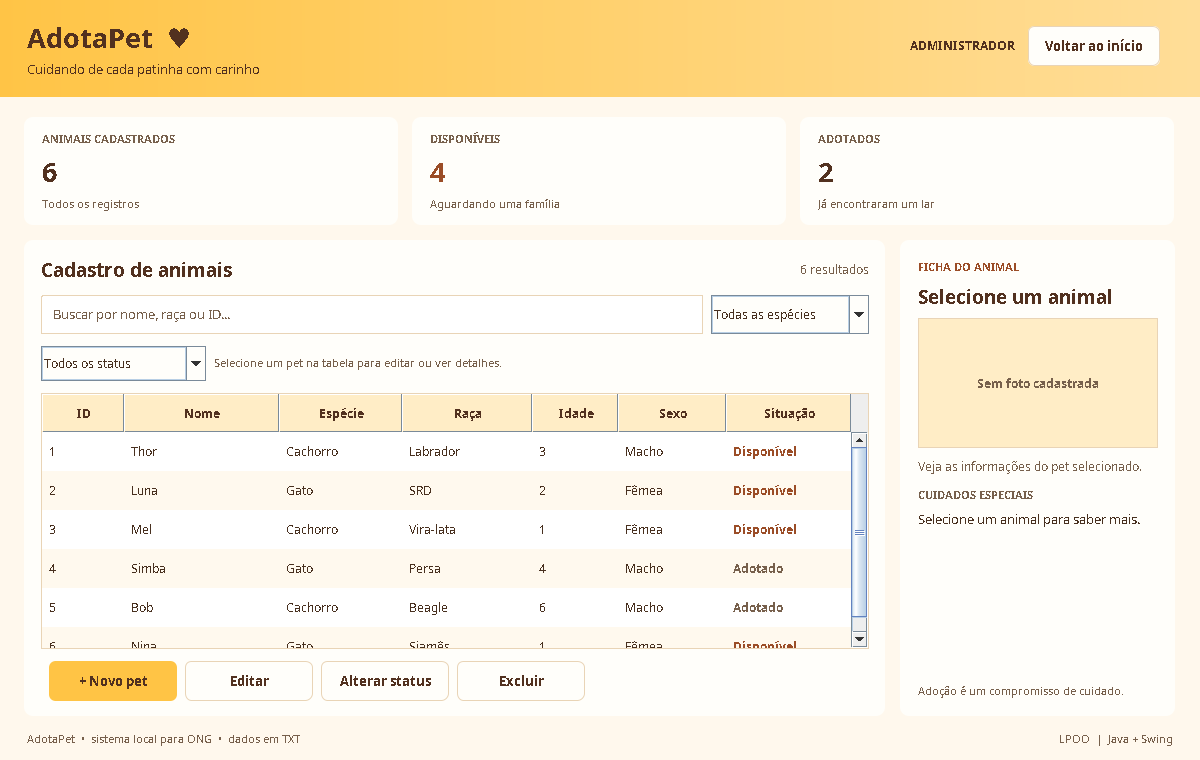 AdotaPet ♥
Cuidando de cada patinha com carinho
ADMINISTRADOR
Voltar ao início
ANIMAIS CADASTRADOS
6
Todos os registros
DISPONÍVEIS
4
Aguardando uma família
ADOTADOS
2
Já encontraram um lar
Cadastro de animais
6 resultados
Buscar por nome, raça ou ID...
Todas as espécies
Todos os status
Selecione um pet na tabela para editar ou ver detalhes.
ID Nome Espécie Raça Idade Sexo Situação
1 Thor Cachorro Labrador 3 Macho Disponível
2 Luna Gato SRD 2 Fêmea Disponível
3 Mel Cachorro Vira-lata 1 Fêmea Disponível
4 Simba Gato Persa 4 Macho Adotado
5 Bob Cachorro Beagle 6 Macho Adotado
6 Nina Gato Siamês 1 Fêmea Disponível
+ Novo pet
Editar
Alterar status
Excluir
FICHA DO ANIMAL
Selecione um animal
Sem foto cadastrada
Veja as informações do pet selecionado.
CUIDADOS ESPECIAIS
Selecione um animal para saber mais.
Adoção é um compromisso de cuidado.
AdotaPet • sistema local para ONG • dados em TXT
LPOO | Java + Swing